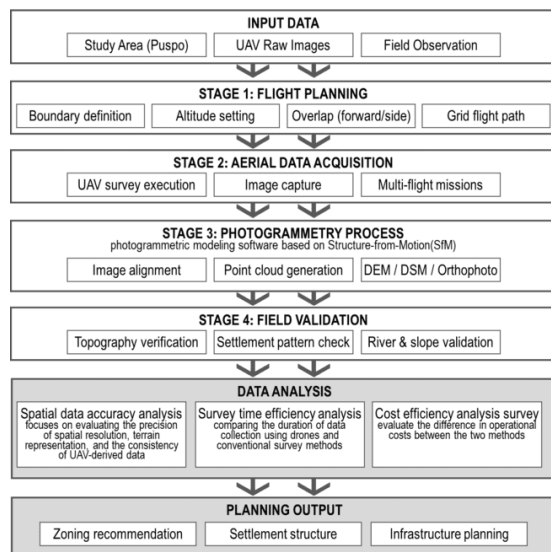 INPUT DATA
Study Area (Puspo)
UAV Raw Images
Field Observation
STAGE 1: FLIGHT PLANNING
Boundary definition
Altitude setting
Overlap (forward/side)
Grid flight path
STAGE 2: AERIAL DATA ACQUISITION
UAV survey execution
Image capture
Multi-flight missions
STAGE 3: PHOTOGRAMMETRY PROCESS
photogrammetric modeling software based on Structure-from-Motion(SfM)
Image alignment
Point cloud generation
DEM / DSM / Orthophoto
STAGE 4: FIELD VALIDATION
Topography verification
Settlement pattern check
River & slope validation
DATA ANALYSIS
Spatial data accuracy analysis
focuses on evaluating the precision
of spatial resolution, terrain
representation, and the consistency
of UAV-derived data
Survey time efficiency analysis
comparing the duration of data
collection using drones and
conventional survey methods
Cost efficiency analysis survey
evaluate the difference in operational
costs between the two methods
PLANNING OUTPUT
Zoning recommendation
Settlement structure
Infrastructure planning